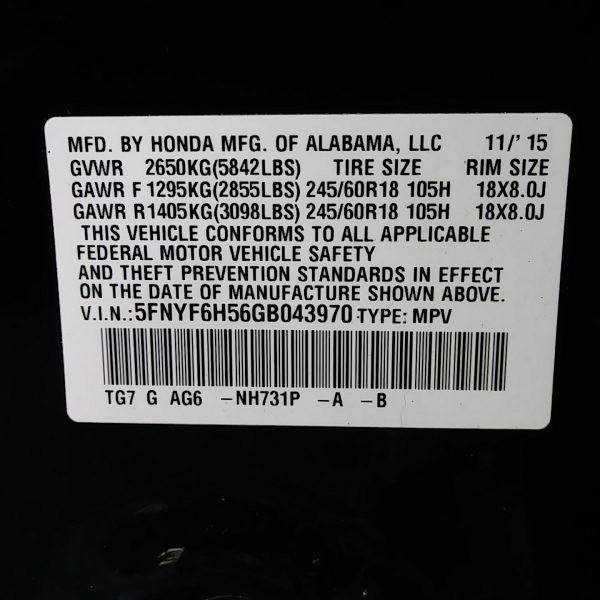 MFD. BY HONDA MFG. OF ALABAMA, LLC 11/' 15
GVWR 2650KG(5842LBS) TIRE SIZE RIM SIZE
GAWR F 1295KG(2855LBS) 245/60R18 105H 18X8.0J
GAWR R1405KG(3098LBS) 245/60R18 105H 18X8.0J
THIS VEHICLE CONFORMS TO ALL APPLICABLE
FEDERAL MOTOR VEHICLE SAFETY
AND THEFT PREVENTION STANDARDS IN EFFECT
ON THE DATE OF MANUFACTURE SHOWN ABOVE.
V.I.N.:5FNYF6H56GB043970 TYPE: MPV
TG7 G AG6 -NH731P -A -B